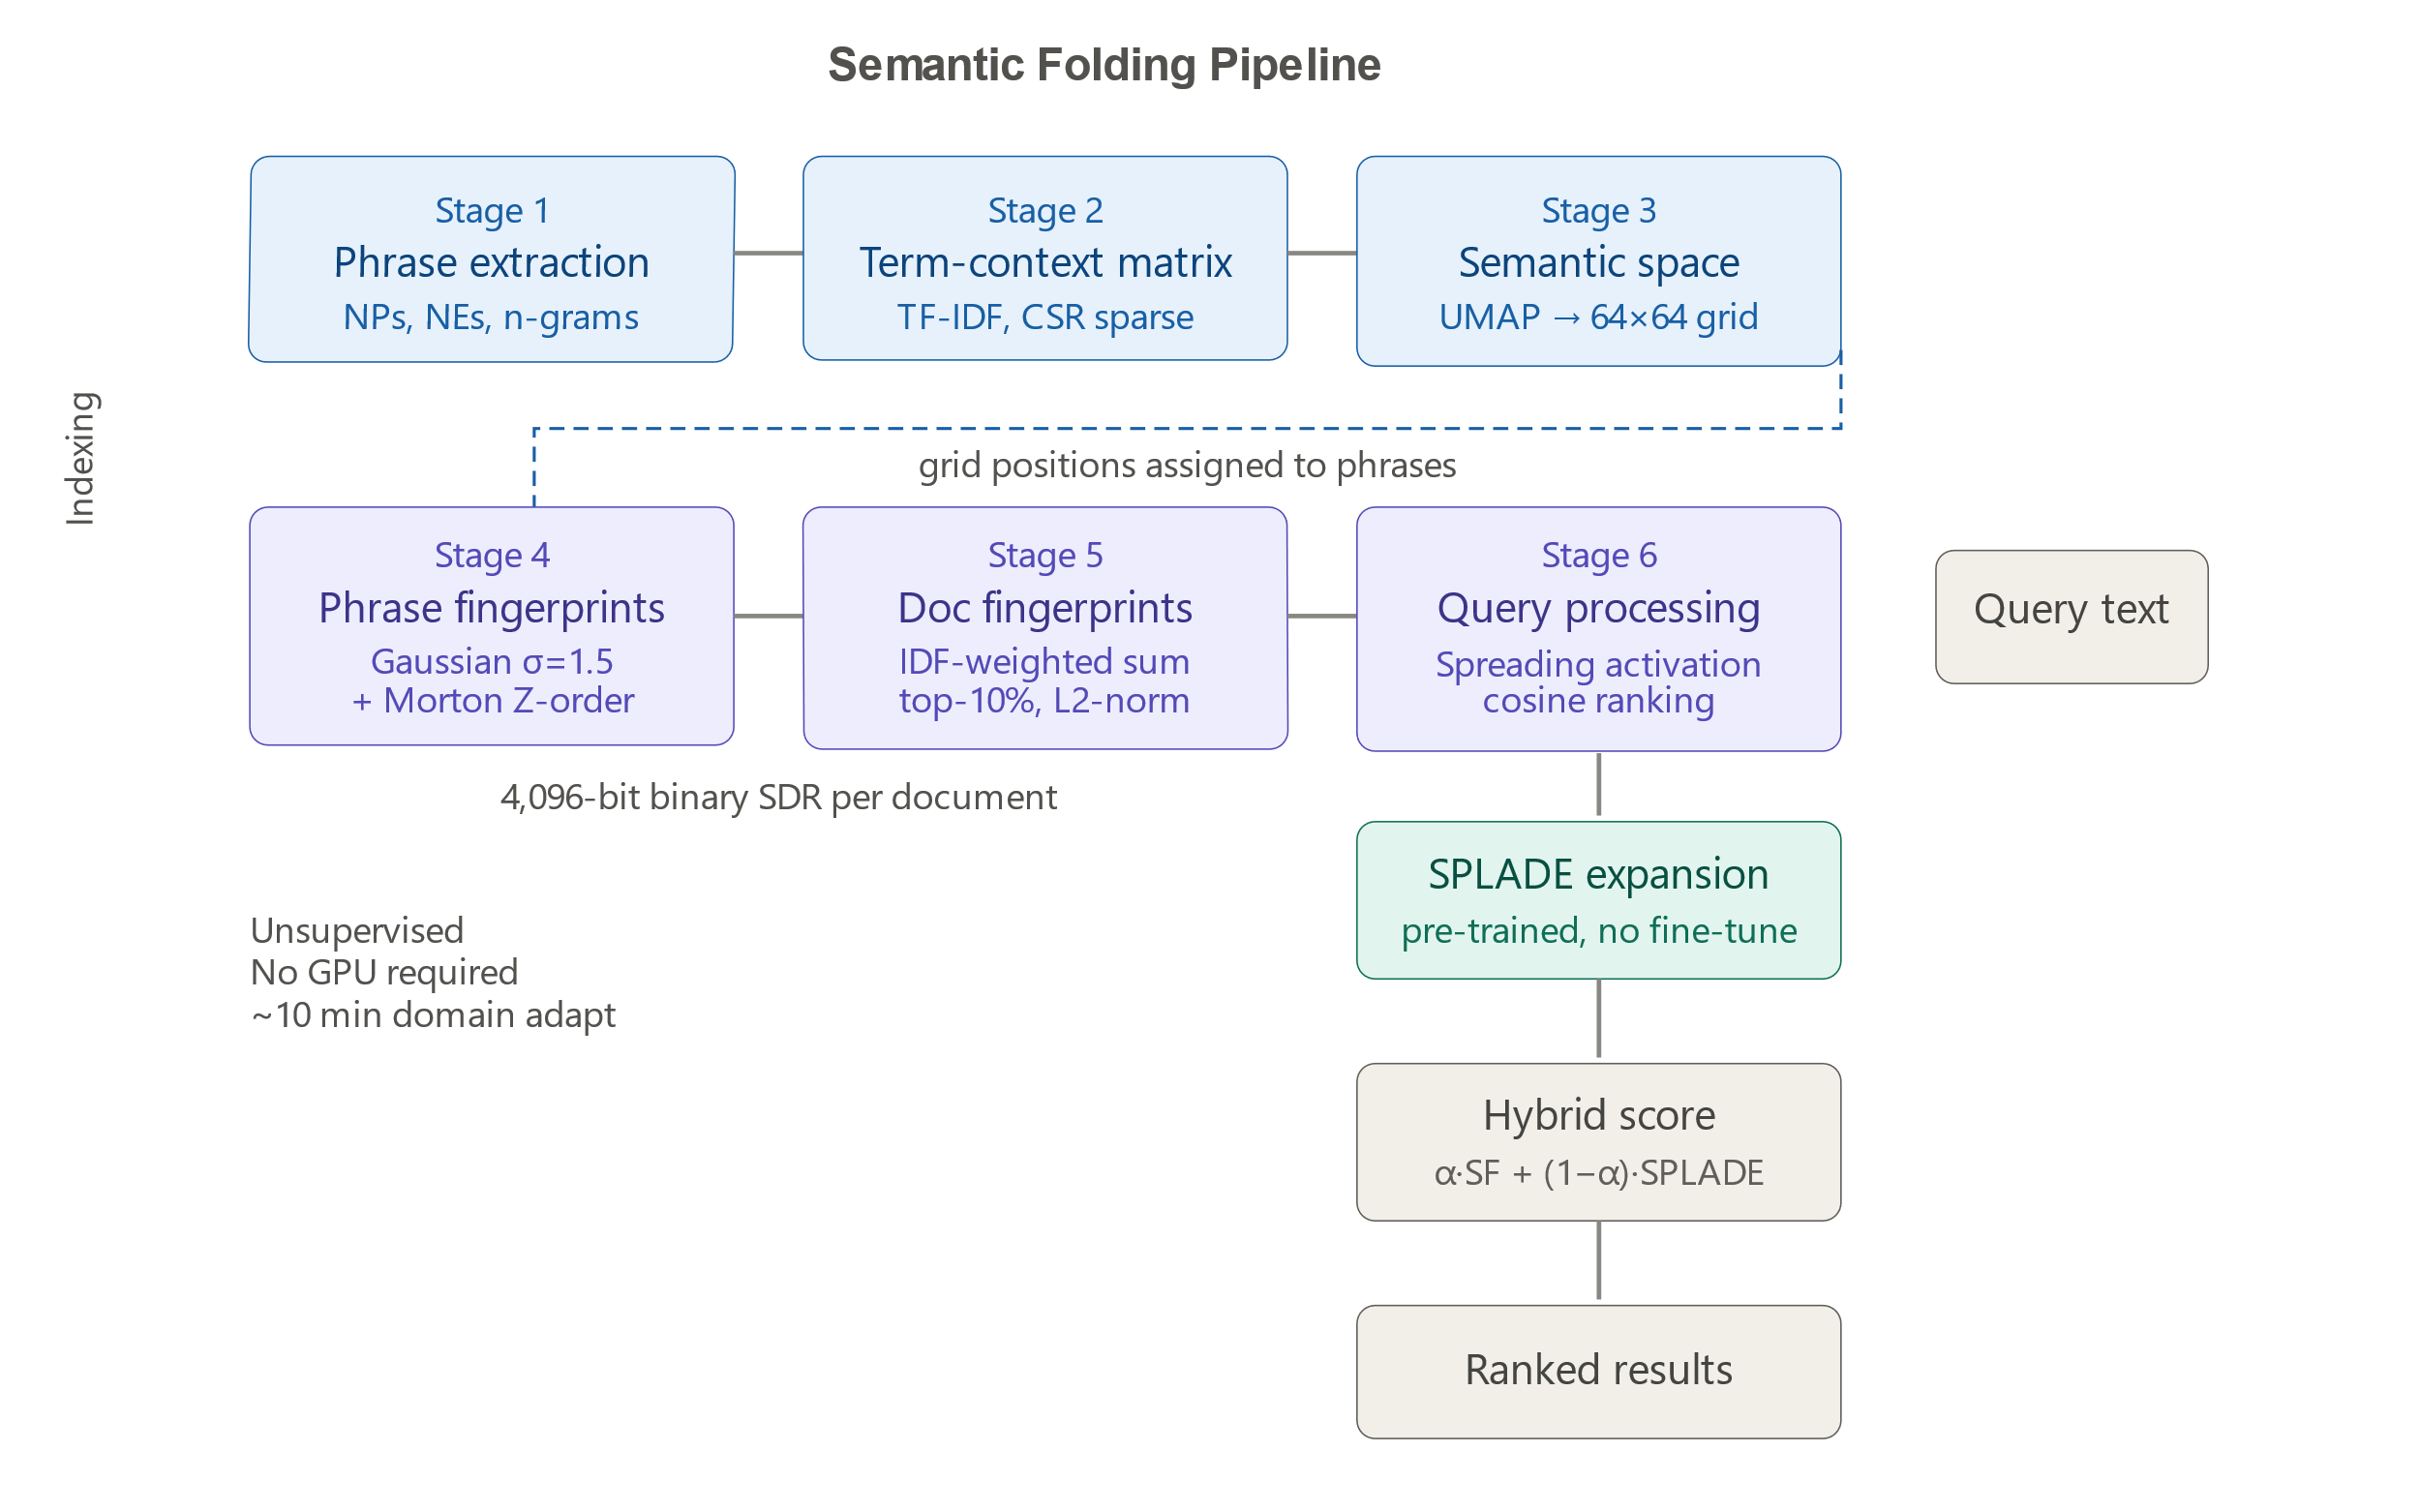 Semantic Folding Pipeline
Stage 1
Phrase extraction
NPs, NEs, n-grams
Stage 2
Term-context matrix
TF-IDF, CSR sparse
Stage 3
Semantic space
UMAP → 64×64 grid
Indexing
grid positions assigned to phrases
Stage 4
Phrase fingerprints
Gaussian σ=1.5
+ Morton Z-order
Stage 5
Doc fingerprints
IDF-weighted sum
top-10%, L2-norm
Stage 6
Query processing
Spreading activation
cosine ranking
Query text
4,096-bit binary SDR per document
SPLADE expansion
pre-trained, no fine-tune
Unsupervised
No GPU required
~10 min domain adapt
Hybrid score
α·SF + (1−α)·SPLADE
Ranked results